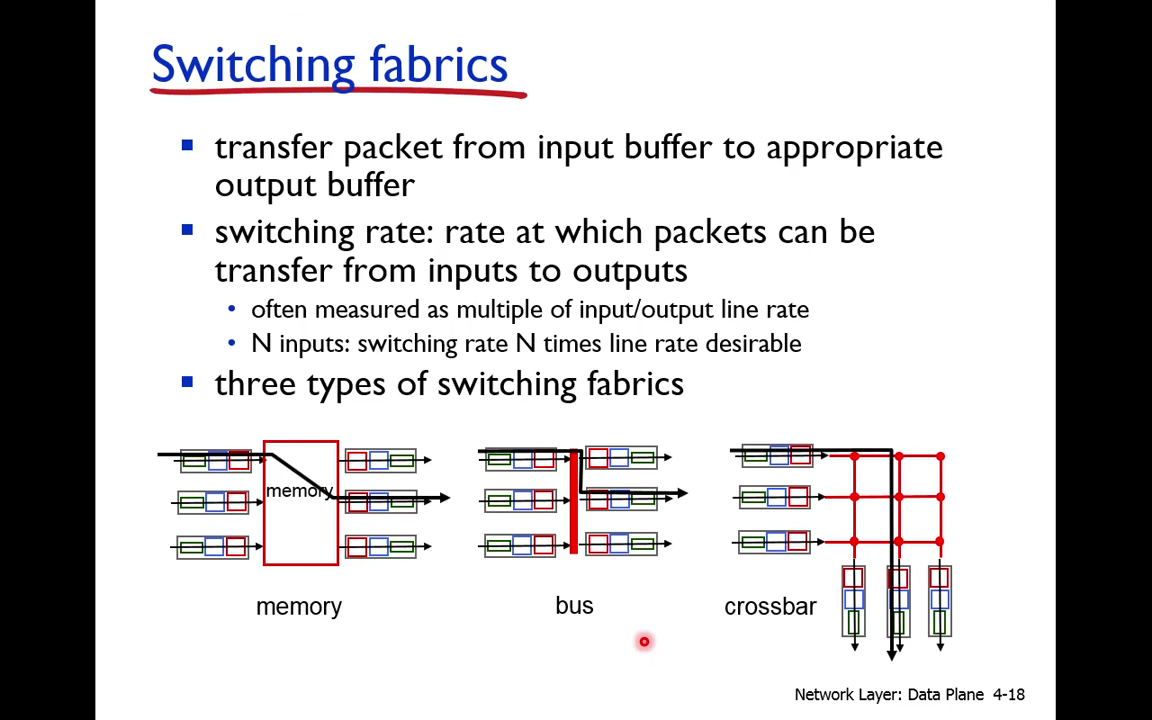 Switching fabrics
▪ transfer packet from input buffer to appropriate
output buffer
▪ switching rate: rate at which packets can be
transfer from inputs to outputs
• often measured as multiple of input/output line rate
• N inputs: switching rate N times line rate desirable
▪ three types of switching fabrics
memory
memory
bus
crossbar
Network Layer: Data Plane 4-18